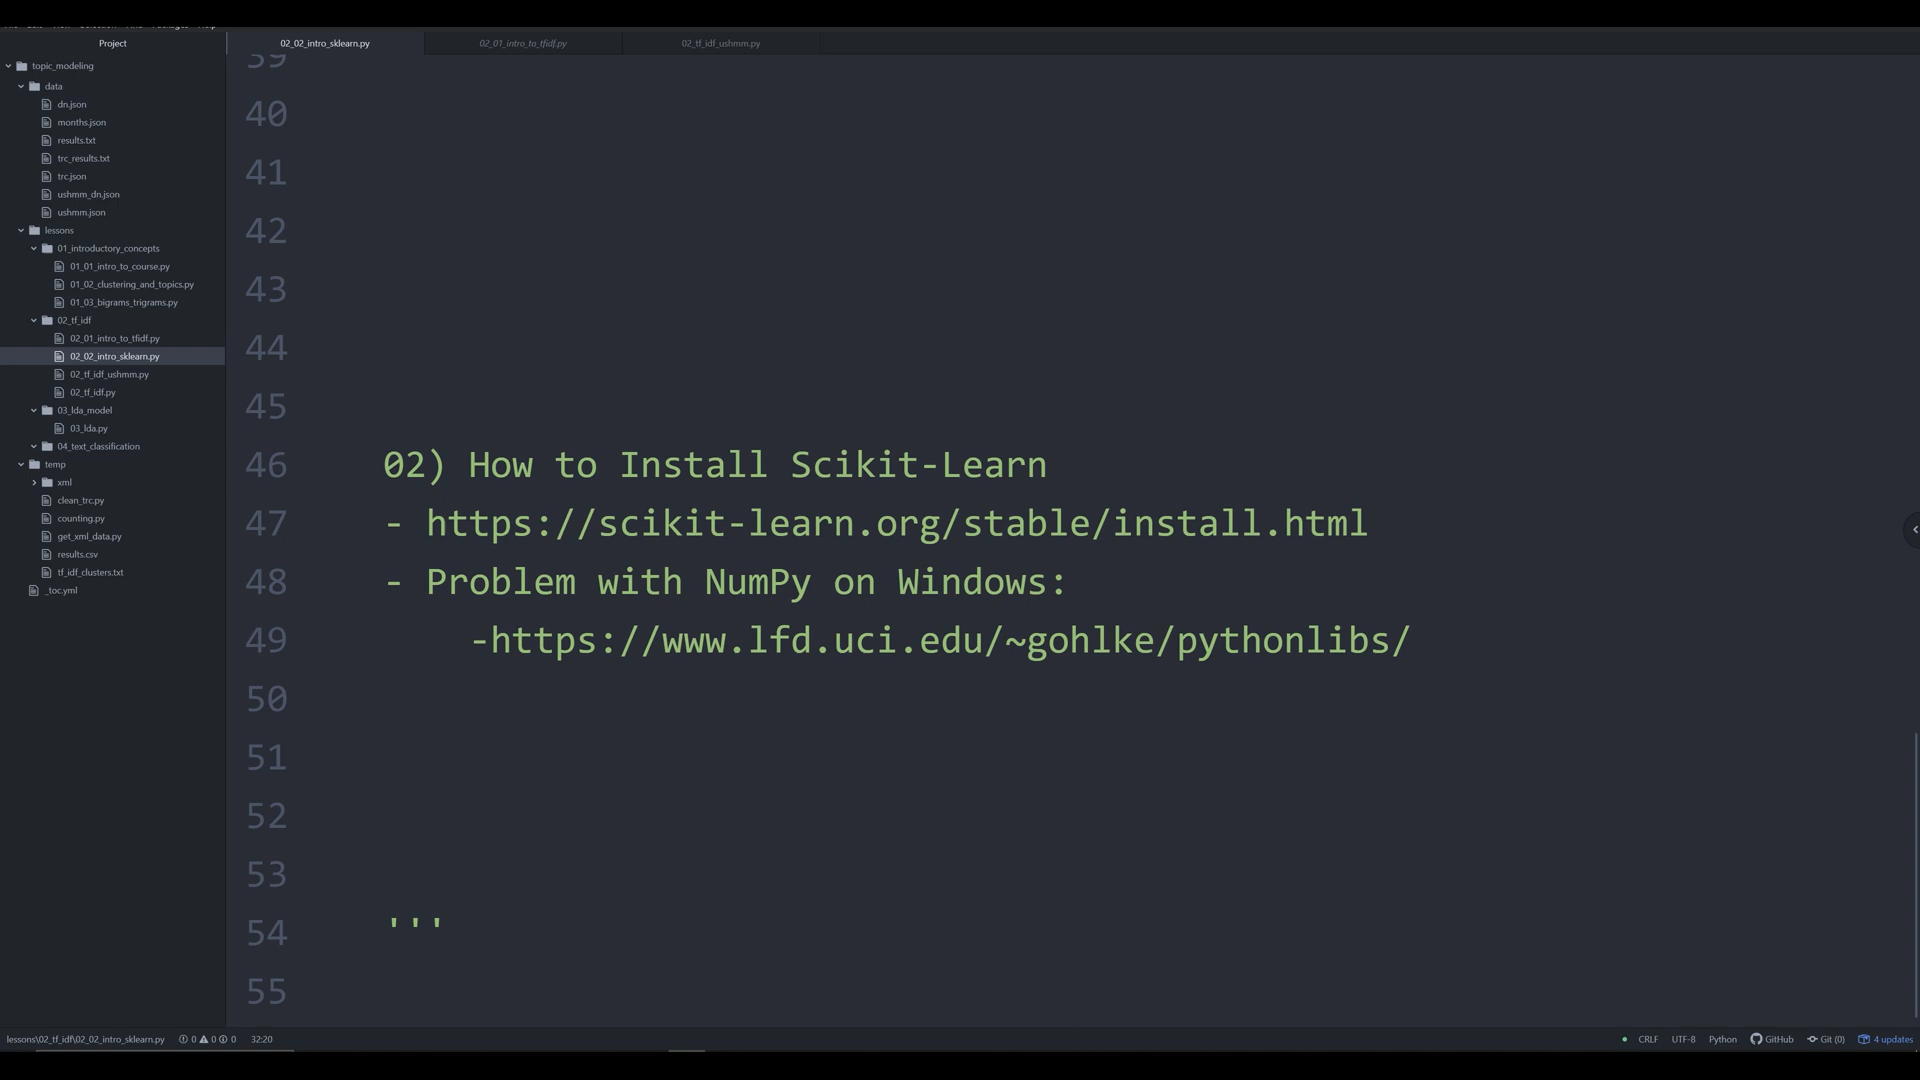 Project
topic_modeling
data
dn.json
months.json
results.txt
trc_results.txt
trc.json
ushmm_dn.json
ushmm.json
lessons
01_introductory_concepts
01_01_intro_to_course.py
01_02_clustering_and_topics.py
01_03_bigrams_trigrams.py
02_tf_idf
02_01_intro_to_tfidf.py
02_02_intro_sklearn.py
02_tf_idf_ushmm.py
02_tf_idf.py
03_lda_model
03_lda.py
04_text_classification
temp
xml
clean_trc.py
counting.py
get_xml_data.py
results.csv
tf_idf_clusters.txt
_toc.yml
02_02_intro_sklearn.py 02_01_intro_to_tfidf.py 02_tf_idf_ushmm.py
39
40
41
42
43
44
45
46 02) How to Install Scikit-Learn
47 - https://scikit-learn.org/stable/install.html
48 - Problem with NumPy on Windows:
49 -https://www.lfd.uci.edu/~gohlke/pythonlibs/
50
51
52
53
54 '''
55
lessons\02_tf_idf\02_02_intro_sklearn.py 0 0 0 32:20 CRLF UTF-8 Python GitHub Git (0) 4 updates